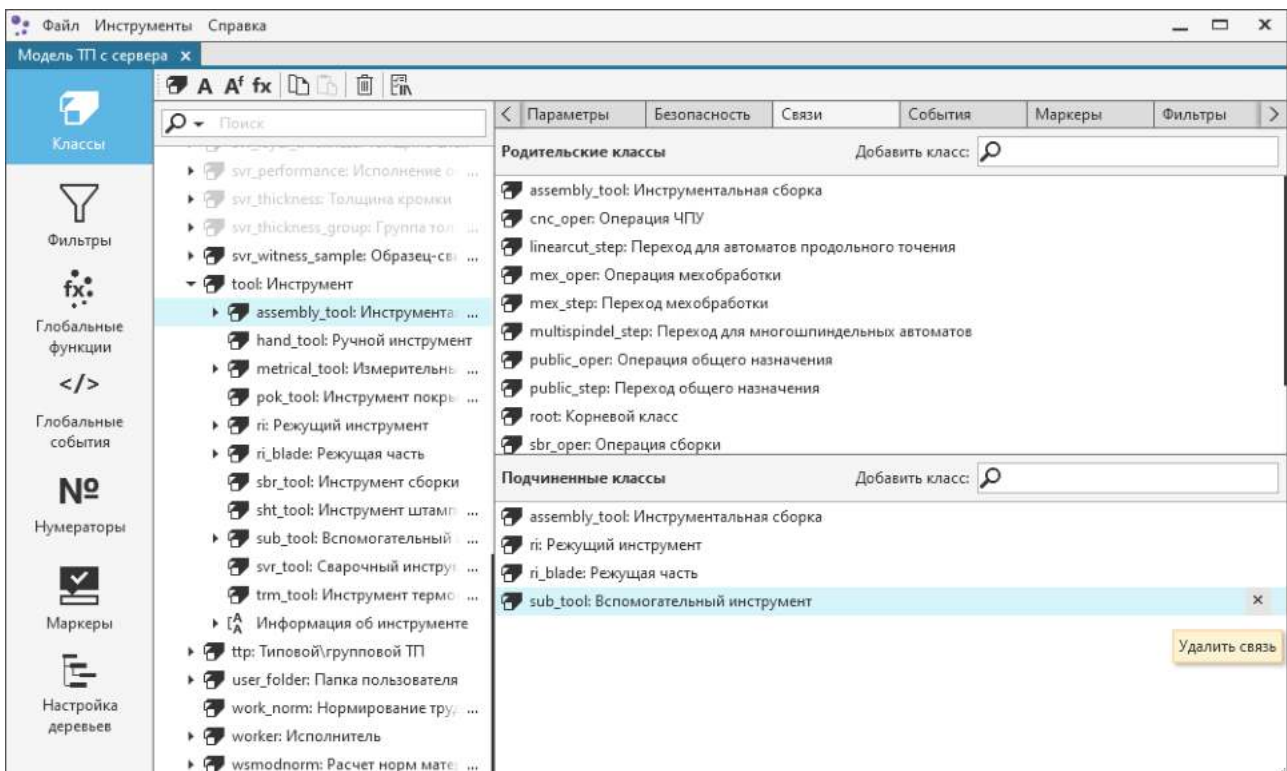 Файл Инструменты Справка
Модель ТП с сервера x
A Aᶠ fx
Классы
Фильтры
fx
Глобальные
функции
</>
Глобальные
события
Nº
Нумераторы
Маркеры
Настройка
деревьев
Поиск
svr_performance: Исполнение о ...
svr_thickness: Толщина кромки
svr_thickness_group: Группа тол ...
svr_witness_sample: Образец-св ...
tool: Инструмент
assembly_tool: Инструмента ...
hand_tool: Ручной инструмент
metrical_tool: Измерительны ...
pok_tool: Инструмент покры ...
ri: Режущий инструмент
ri_blade: Режущая часть
sbr_tool: Инструмент сборки
sht_tool: Инструмент штамп ...
sub_tool: Вспомогательный ...
svr_tool: Сварочный инстру ...
trm_tool: Инструмент термо ...
Информация об инструменте
ttp: Типовой\групповой ТП
user_folder: Папка пользователя
work_norm: Нормирование тру ...
worker: Исполнитель
wsmodnorm: Расчет норм мате ...
< Параметры Безопасность Связи События Маркеры Фильтры >
Родительские классы Добавить класс:
assembly_tool: Инструментальная сборка
cnc_oper: Операция ЧПУ
linearcut_step: Переход для автоматов продольного точения
mex_oper: Операция мехобработки
mex_step: Переход мехобработки
multispindel_step: Переход для многошпиндельных автоматов
public_oper: Операция общего назначения
public_step: Переход общего назначения
root: Корневой класс
sbr_oper: Операция сборки
Подчиненные классы Добавить класс:
assembly_tool: Инструментальная сборка
ri: Режущий инструмент
ri_blade: Режущая часть
sub_tool: Вспомогательный инструмент
Удалить связь